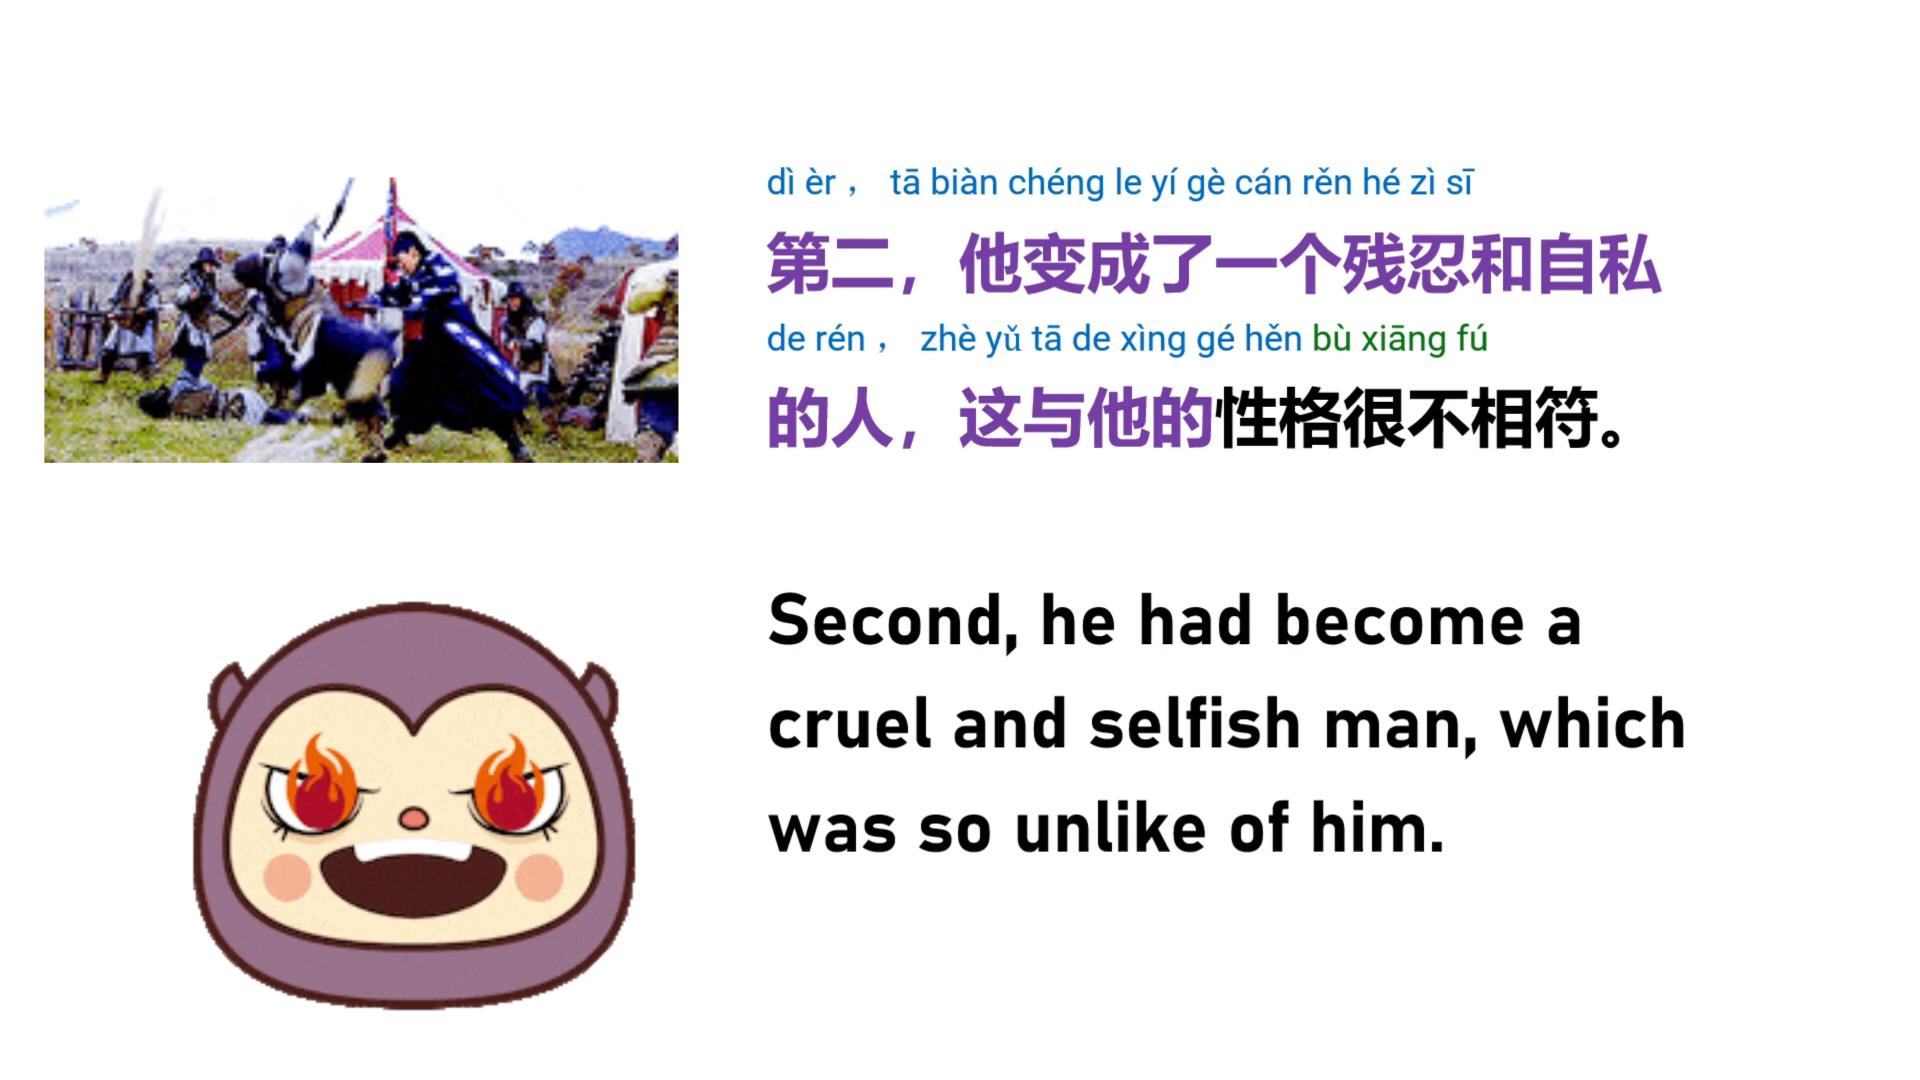 dì èr， tā biàn chéng le yí gè cán rěn hé zì sī
第二，他变成了一个残忍和自私
de rén， zhè yǔ tā de xìng gé hěn bù xiāng fú
的人，这与他的性格很不相符。
Second, he had become a
cruel and selfish man, which
was so unlike of him.